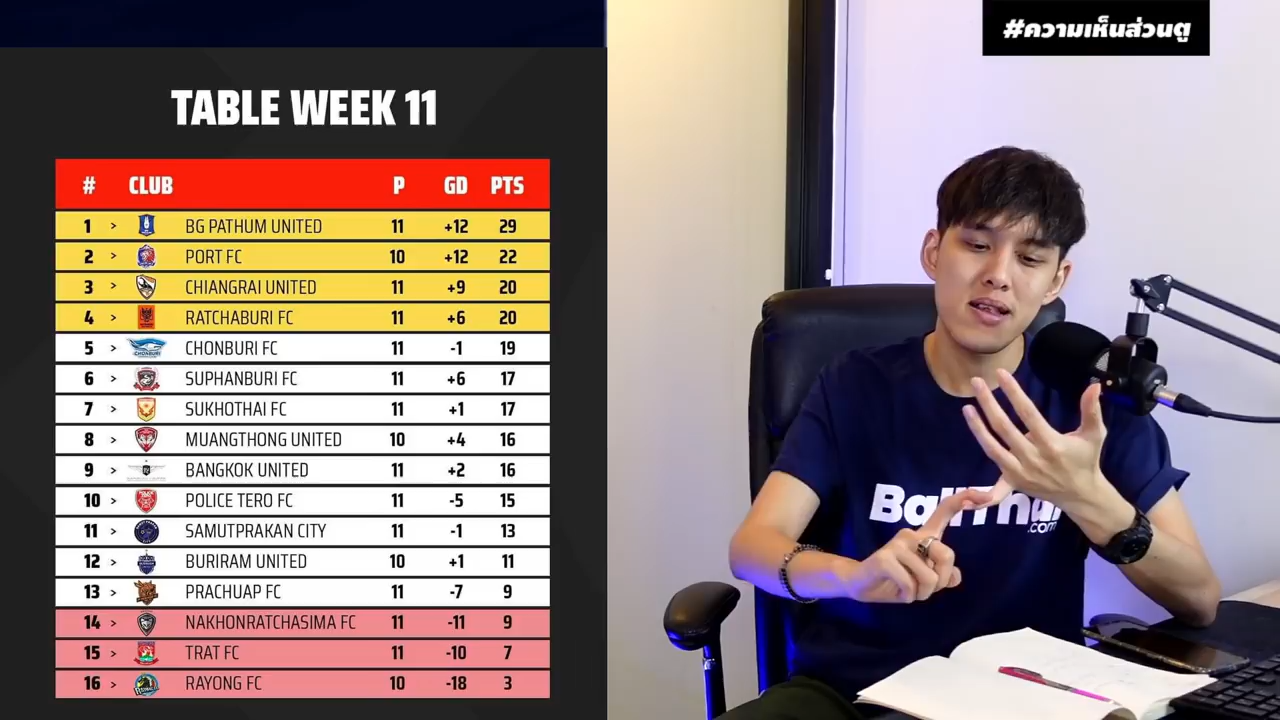 TABLE WEEK 11
# CLUB P GD PTS
1 > BG PATHUM UNITED 11 +12 29
2 > PORT FC 10 +12 22
3 > CHIANGRAI UNITED 11 +9 20
4 > RATCHABURI FC 11 +6 20
5 > CHONBURI FC 11 -1 19
6 > SUPHANBURI FC 11 +6 17
7 > SUKHOTHAI FC 11 +1 17
8 > MUANGTHONG UNITED 10 +4 16
9 > BANGKOK UNITED 11 +2 16
10 > POLICE TERO FC 11 -5 15
11 > SAMUTPRAKAN CITY 11 -1 13
12 > BURIRAM UNITED 10 +1 11
13 > PRACHUAP FC 11 -7 9
14 > NAKHONRATCHASIMA FC 11 -11 9
15 > TRAT FC 11 -10 7
16 > RAYONG FC 10 -18 3
#ความเห็นส่วนตู
.com